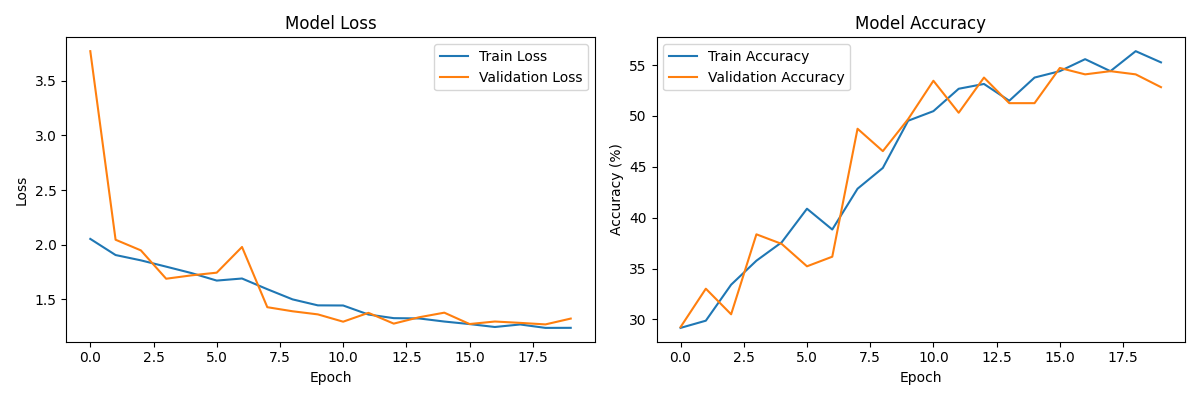 Model Loss
Train Loss
Validation Loss
Loss
3.5
3.0
2.5
2.0
1.5
0.0 2.5 5.0 7.5 10.0 12.5 15.0 17.5
Epoch
Model Accuracy
Train Accuracy
Validation Accuracy
Accuracy (%)
55
50
45
40
35
30
0.0 2.5 5.0 7.5 10.0 12.5 15.0 17.5
Epoch